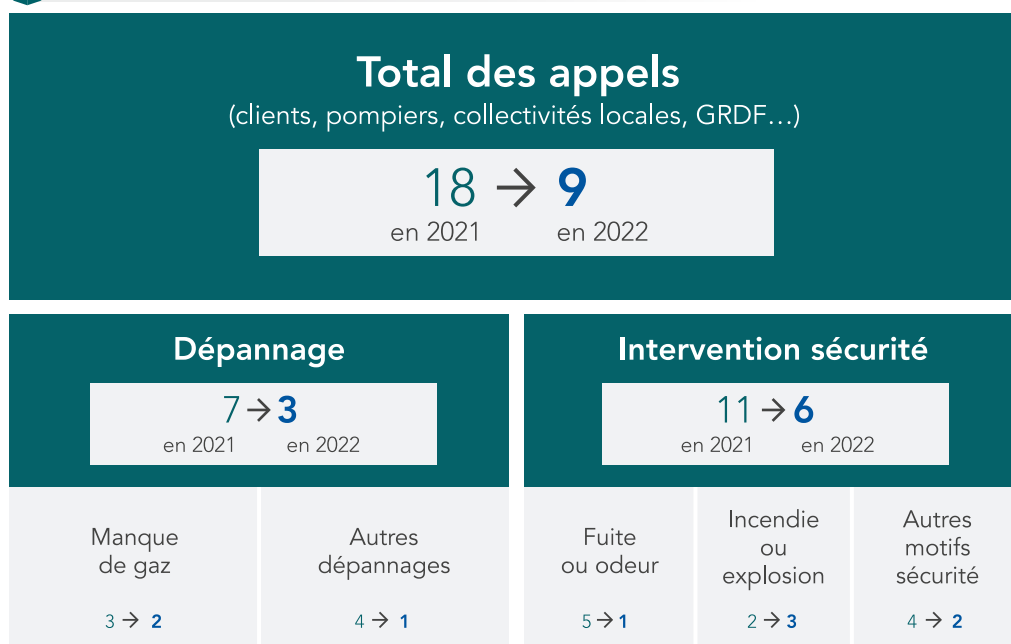 Total des appels
(clients, pompiers, collectivités locales, GRDF...)
18 → 9
en 2021 en 2022
Dépannage
7 → 3
en 2021 en 2022
Manque
de gaz
3 → 2
Autres
dépannages
4 → 1
Intervention sécurité
11 → 6
en 2021 en 2022
Fuite
ou odeur
5 → 1
Incendie
ou
explosion
2 → 3
Autres
motifs
sécurité
4 → 2